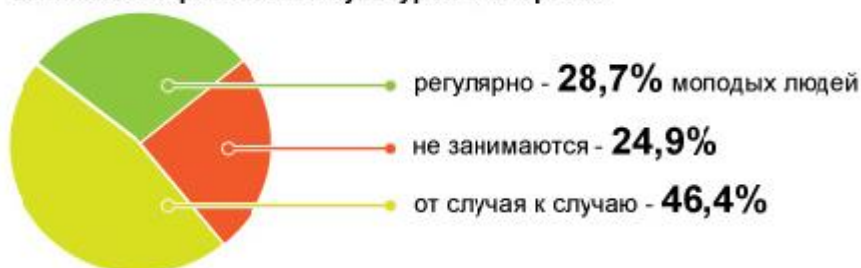 регулярно - 28,7% моподых людей
не занимаются - 24,9%
от случая к случаю - 46,4%